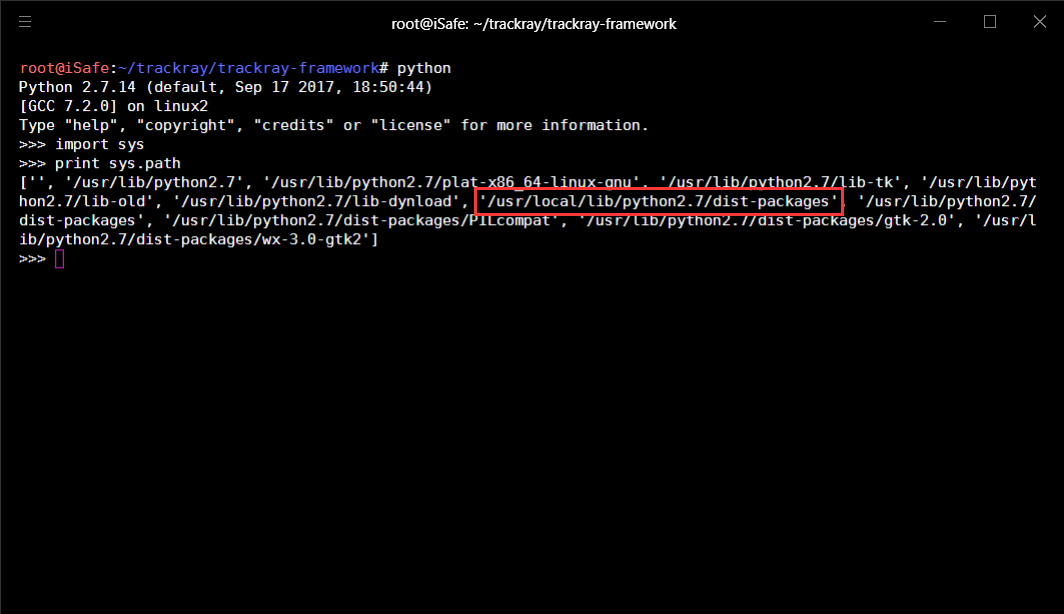 root@iSafe: ~/trackray/trackray-framework
root@iSafe:~/trackray/trackray-framework# python
Python 2.7.14 (default, Sep 17 2017, 18:50:44)
[GCC 7.2.0] on linux2
Type "help", "copyright", "credits" or "license" for more information.
>>> import sys
>>> print sys.path
['', '/usr/lib/python2.7', '/usr/lib/python2.7/plat-x86_64-linux-gnu', '/usr/lib/python2.7/lib-tk', '/usr/lib/pyt
hon2.7/lib-old', '/usr/lib/python2.7/lib-dynload', '/usr/local/lib/python2.7/dist-packages', '/usr/lib/python2.7/
dist-packages', '/usr/lib/python2.7/dist-packages/PILcompat', '/usr/lib/python2.7/dist-packages/gtk-2.0', '/usr/l
ib/python2.7/dist-packages/wx-3.0-gtk2']
>>>